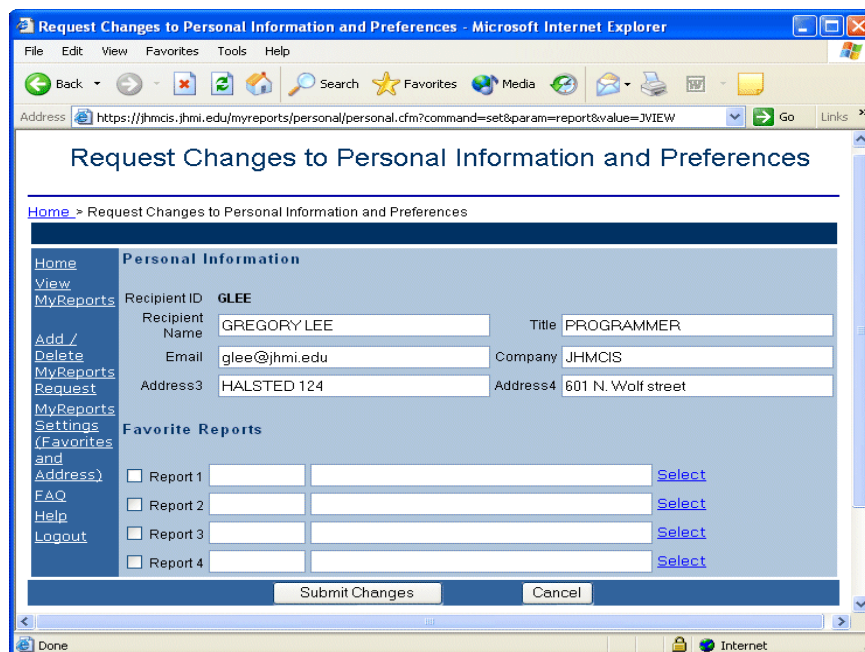 Request Changes to Personal Information and Preferences - Microsoft Internet Explorer
File Edit View Favorites Tools Help
Back Search Favorites Media
Address https://jhmcis.jhmi.edu/myreports/personal/personal.cfm?command=set&param=report&value=JVIEW Go Links »
Request Changes to Personal Information and Preferences
Home > Request Changes to Personal Information and Preferences
Home
View
MyReports
Add /
Delete
MyReports
Request
MyReports
Settings
(Favorites
and
Address)
FAQ
Help
Logout
Personal Information
Recipient ID GLEE
Recipient Name GREGORY LEE Title PROGRAMMER
Email glee@jhmi.edu Company JHMCIS
Address3 HALSTED 124 Address4 601 N. Wolf street
Favorite Reports
Report 1 Select
Report 2 Select
Report 3 Select
Report 4 Select
Submit Changes Cancel
Done Internet